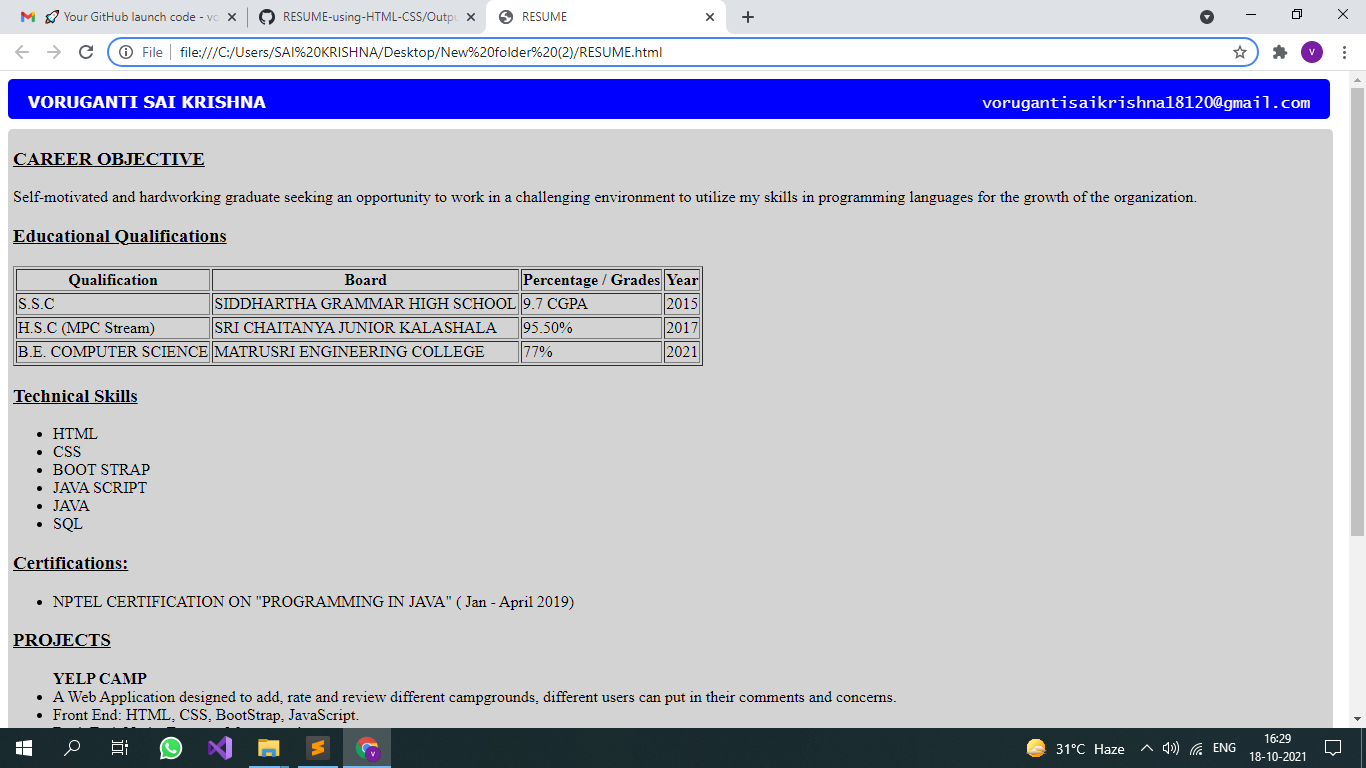 Your GitHub launch code - vo
RESUME-using-HTML-CSS/Outpu
RESUME
File
file:///C:/Users/SAI%20KRISHNA/Desktop/New%20folder%20(2)/RESUME.html
V
VORUGANTI SAI KRISHNA
vorugantisaikrishna18120@gmail.com
CAREER OBJECTIVE
Self-motivated and hardworking graduate seeking an opportunity to work in a challenging environment to utilize my skills in programming languages for the growth of the organization.
Educational Qualifications
Qualification Board Percentage / Grades Year
S.S.C SIDDHARTHA GRAMMAR HIGH SCHOOL 9.7 CGPA 2015
H.S.C (MPC Stream) SRI CHAITANYA JUNIOR KALASHALA 95.50% 2017
B.E. COMPUTER SCIENCE MATRUSRI ENGINEERING COLLEGE 77% 2021
Technical Skills
• HTML
• CSS
• BOOT STRAP
• JAVA SCRIPT
• JAVA
• SQL
Certifications:
• NPTEL CERTIFICATION ON "PROGRAMMING IN JAVA" ( Jan - April 2019)
PROJECTS
YELP CAMP
• A Web Application designed to add, rate and review different campgrounds, different users can put in their comments and concerns.
• Front End: HTML, CSS, BootStrap, JavaScript.
31°C Haze
ENG
16:29
18-10-2021